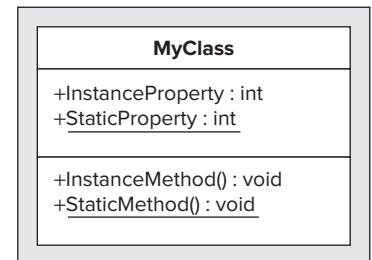 MyClass
+InstanceProperty : int
+StaticProperty : int
+InstanceMethod() : void
+StaticMethod() : void